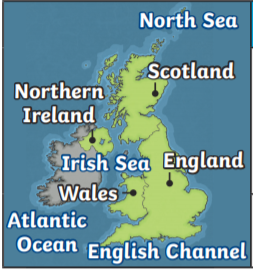 North Sea
Scotland
Northern
Ireland
Irish Sea
England
Wales
Atlantic
Ocean
English Channel